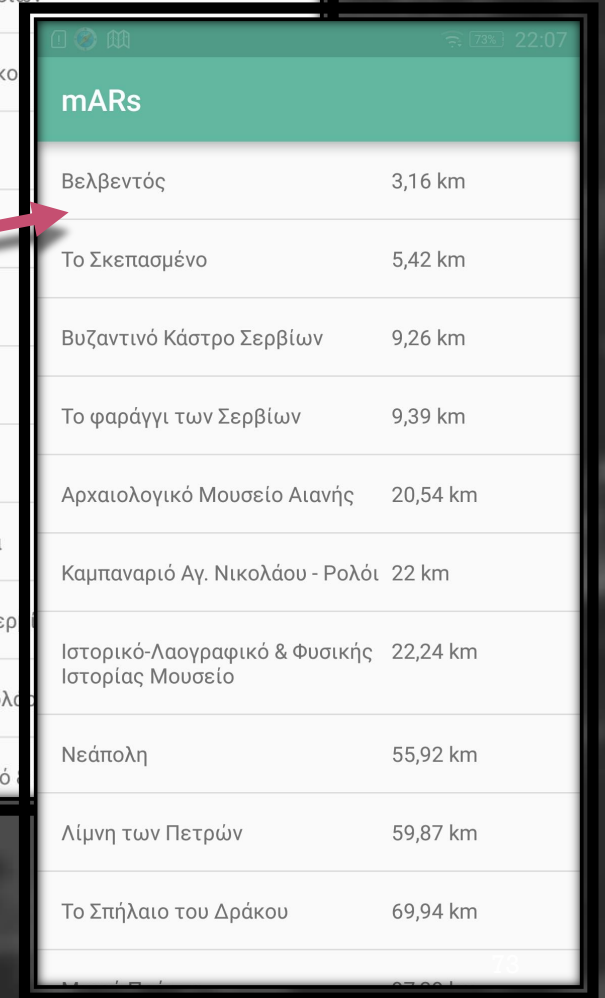 73% 22:07
mARs
Βελβεντός 3,16 km
Το Σκεπασμένο 5,42 km
Βυζαντινό Κάστρο Σερβίων 9,26 km
Το φαράγγι των Σερβίων 9,39 km
Αρχαιολογικό Μουσείο Αιανής 20,54 km
Καμπαναριό Αγ. Νικολάου - Ρολόι 22 km
Ιστορικό-Λαογραφικό & Φυσικής 22,24 km
Ιστορίας Μουσείο
Νεάπολη 55,92 km
Λίμνη των Πετρών 59,87 km
Το Σπήλαιο του Δράκου 69,94 km
73